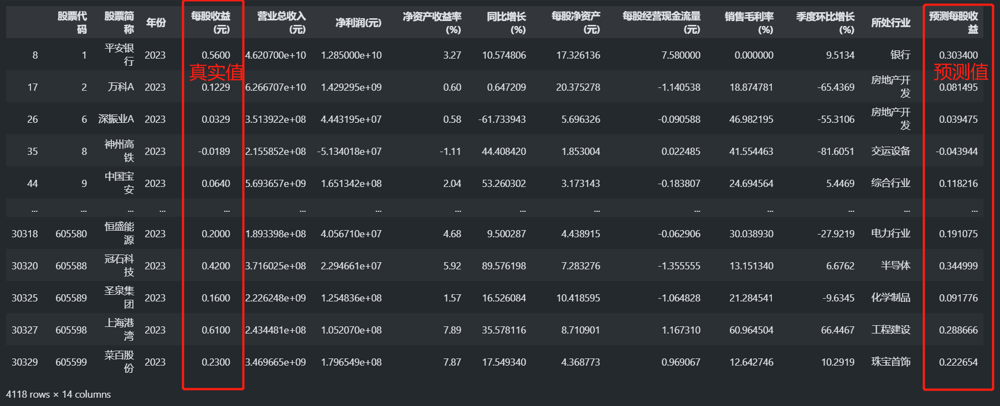 股票代码 股票简称 年份 每股收益(元) 营业总收入(元) 净利润(元) 净资产收益率(%) 同比增长(%) 每股净资产(元) 每股经营现金流量(元) 销售毛利率(%) 季度环比增长(%) 所处行业 预测每股收益
8 1 平安银行 2023 0.5600 4.620700e+10 1.285000e+10 3.27 10.574806 17.326136 7.580000 0.000000 9.5134 银行 0.303400
真实值 预测值
17 2 万科A 2023 0.1229 6.266707e+10 1.429295e+09 0.60 0.647209 20.375278 -1.140538 18.874781 -65.4369 房地产开发 0.081495
26 6 深振业A 2023 0.0329 3.513922e+08 4.443195e+07 0.58 -61.733943 5.696326 -0.090588 46.982195 -55.3106 房地产开发 0.039475
35 8 神州高铁 2023 -0.0189 2.155852e+08 -5.134018e+07 -1.11 44.408420 1.853004 0.022485 41.554463 -81.6051 交运设备 -0.043944
44 9 中国宝安 2023 0.0640 5.693657e+09 1.651342e+08 2.04 53.260302 3.173143 -0.183807 24.694564 5.4469 综合行业 0.118216
... ... ... ... ... ... ... ... ... ... ... ... ... ... ...
30318 605580 恒盛能源 2023 0.2000 1.893398e+08 4.056710e+07 4.68 9.500287 4.438915 -0.062906 30.038930 -27.9219 电力行业 0.191075
30320 605588 冠石科技 2023 0.4200 3.716025e+08 2.294661e+07 5.92 89.576198 7.283276 -1.355555 13.151340 6.6762 半导体 0.344999
30325 605589 圣泉集团 2023 0.1600 2.226248e+09 1.254836e+08 1.57 16.526084 10.418595 -1.064828 21.284541 -9.6345 化学制品 0.091776
30327 605598 上海港湾 2023 0.6100 2.434481e+08 1.052070e+08 7.89 35.578116 8.710901 1.167310 60.964504 66.4467 工程建设 0.288666
30329 605599 菜百股份 2023 0.2300 3.469665e+09 1.796549e+08 7.87 17.549340 4.368773 0.969067 12.642746 10.2919 珠宝首饰 0.222654
4118 rows × 14 columns